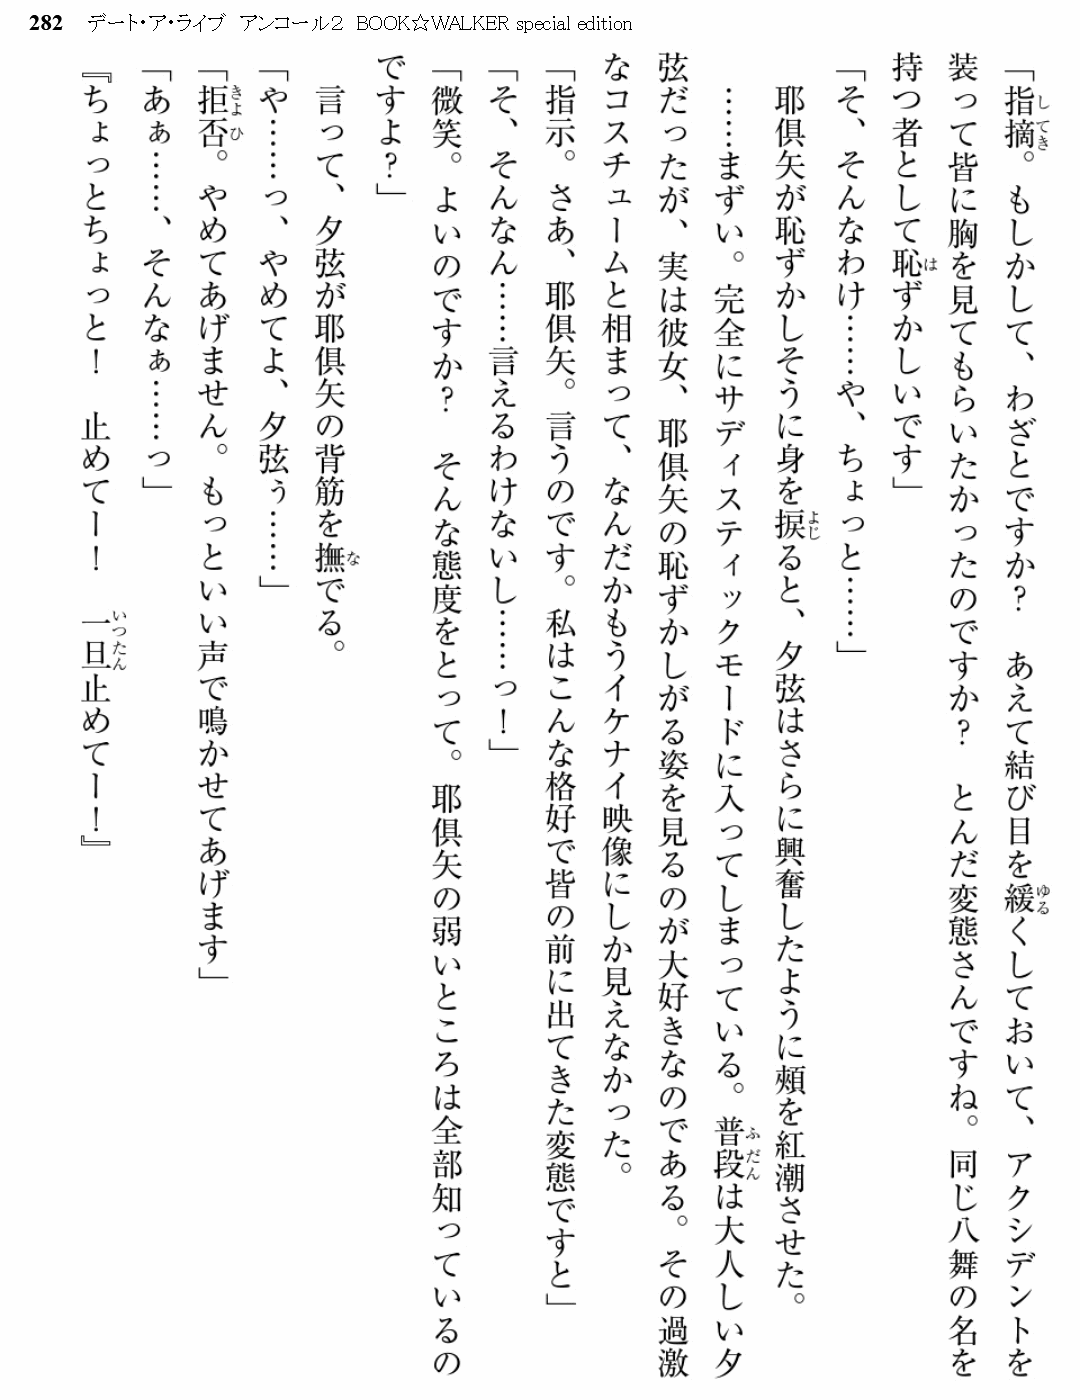 282 デート・ア・ライブ アンコール2 BOOK☆WALKER special edition
「指摘。もしかして、わざとですか？　あえて結び目を緩くしておいて、アクシデントを
装って皆に胸を見てもらいたかったのですか？　とんだ変態さんですね。同じ八舞の名を
持つ者として恥ずかしいです」
「そ、そんなわけ……や、ちょっと……」
　耶俱矢が恥ずかしそうに身を捩ると、夕弦はさらに興奮したように頰を紅潮させた。
　……まずい。完全にサディスティックモードに入ってしまっている。普段は大人しい夕
弦だったが、実は彼女、耶俱矢の恥ずかしがる姿を見るのが大好きなのである。その過激
なコスチュームと相まって、なんだかもうイケナイ映像にしか見えなかった。
「指示。さあ、耶俱矢。言うのです。私はこんな格好で皆の前に出てきた変態ですと」
「そ、そんなん……言えるわけないし……っ！」
「微笑。よいのですか？　そんな態度をとって。耶俱矢の弱いところは全部知っているの
ですよ？」
　言って、夕弦が耶俱矢の背筋を撫でる。
「や……っ、やめてよ、夕弦ぅ……」
「拒否。やめてあげません。もっといい声で鳴かせてあげます」
「あぁ……、そんなぁ……っ」
『ちょっとちょっと！　止めてー！　一旦止めてー！』